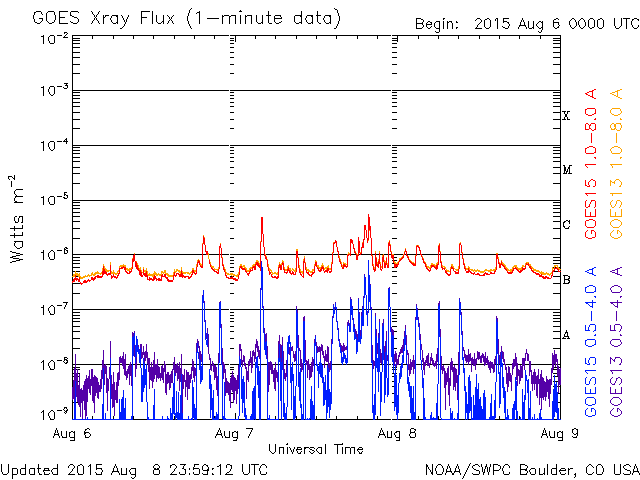 GOES Xray Flux (1-minute data)
Begin: 2015 Aug 6 0000 UTC
10-2
10-3
10-4
10-5
10-6
10-7
10-8
10-9
Watts m-2
X
M
C
B
A
GOES15 1.0-8.0 A
GOES13 1.0-8.0 A
GOES15 0.5-4.0 A
GOES13 0.5-4.0 A
Aug 6
Aug 7
Aug 8
Aug 9
Universal Time
Updated 2015 Aug 8 23:59:12 UTC
NOAA/SWPC Boulder, CO USA